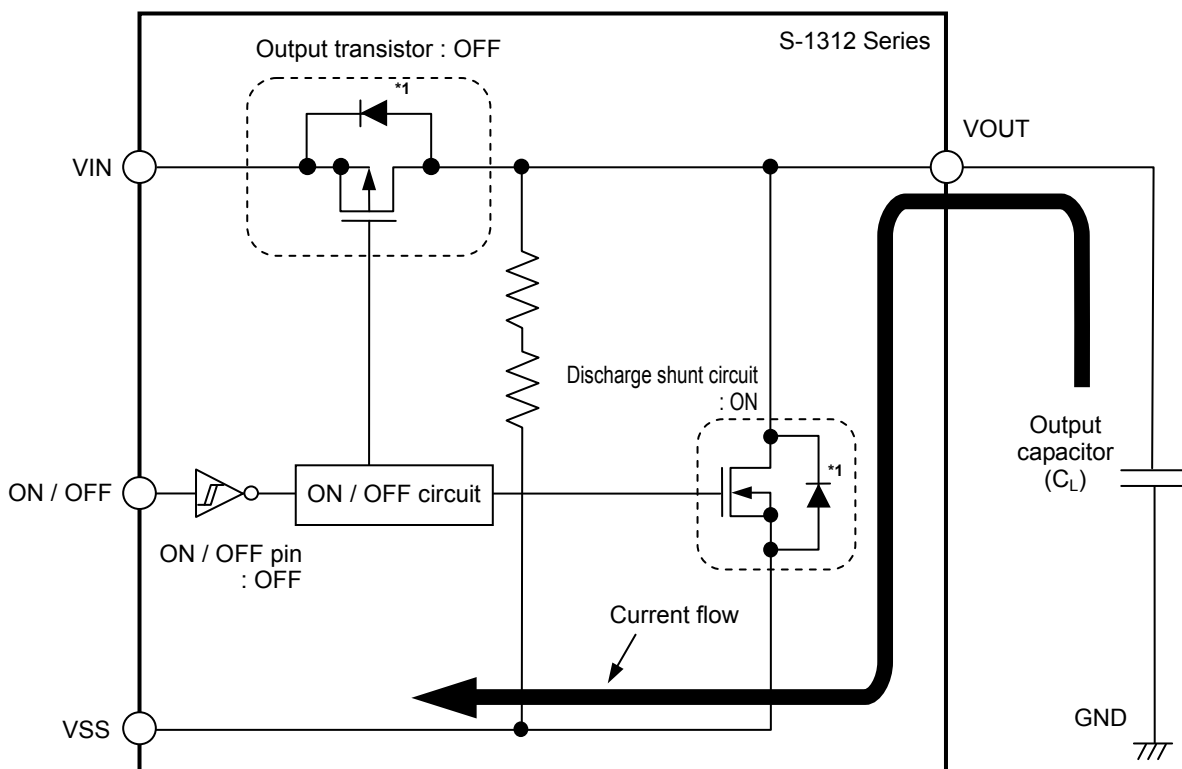 S-1312 Series
Output transistor : OFF
*1
VOUT
VIN
Discharge shunt circuit
: ON
*1
Output
capacitor
(CL)
ON / OFF
ON / OFF circuit
ON / OFF pin
: OFF
Current flow
VSS
GND